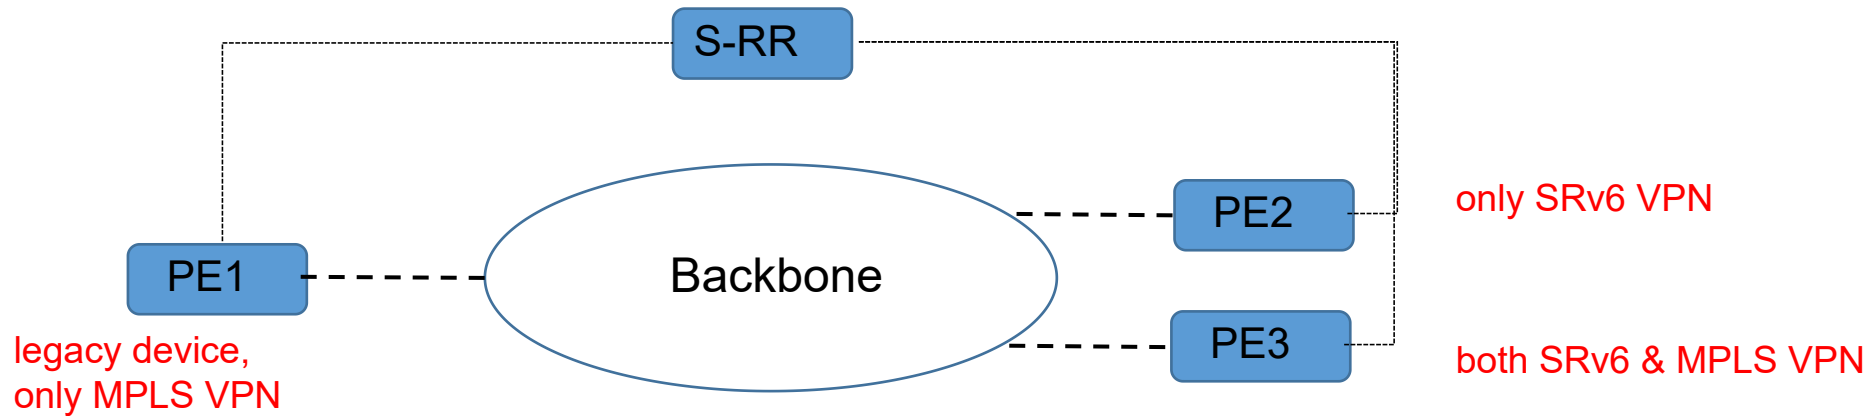 S-RR
only SRv6 VPN
PE2
Backbone
PE1
PE3
legacy device,
only MPLS VPN
both SRv6 & MPLS VPN